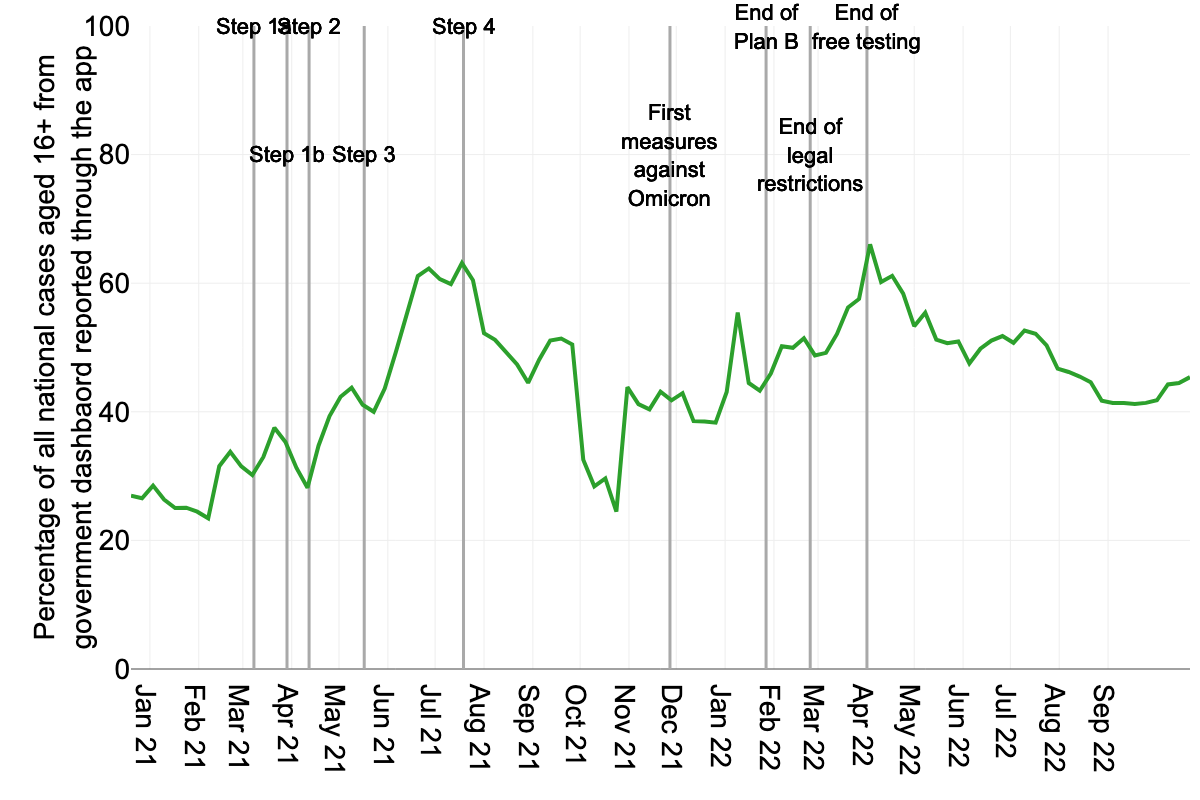 Percentage of all national cases aged 16+ from
government dashbaord reported through the app
100
80
60
40
20
0
Step 1a
Step 2
Step 4
End of
Plan B
End of
free testing
Step 1b
Step 3
First
measures
against
Omicron
End of
legal
restrictions
Jan 21
Feb 21
Mar 21
Apr 21
May 21
Jun 21
Jul 21
Aug 21
Sep 21
Oct 21
Nov 21
Dec 21
Jan 22
Feb 22
Mar 22
Apr 22
May 22
Jun 22
Jul 22
Aug 22
Sep 22